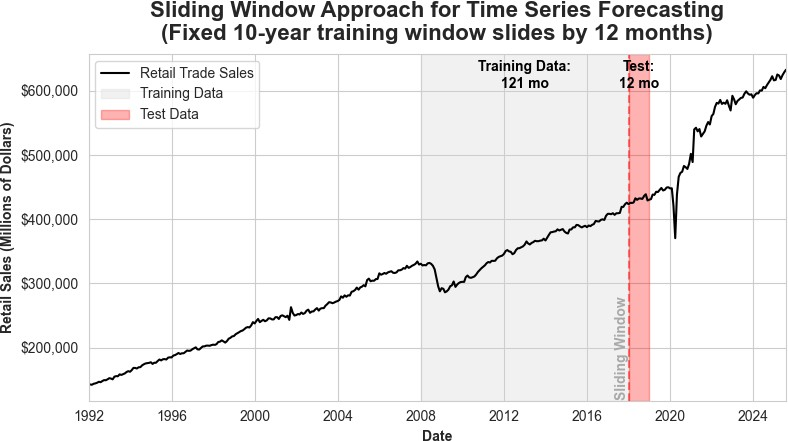 Sliding Window Approach for Time Series Forecasting
(Fixed 10-year training window slides by 12 months)
Retail Trade Sales
Training Data
Test Data
Training Data:
121 mo
Test:
12 mo
Retail Sales (Millions of Dollars)
$600,000
$500,000
$400,000
$300,000
$200,000
Sliding Window
1992 1996 2000 2004 2008 2012 2016 2020 2024
Date